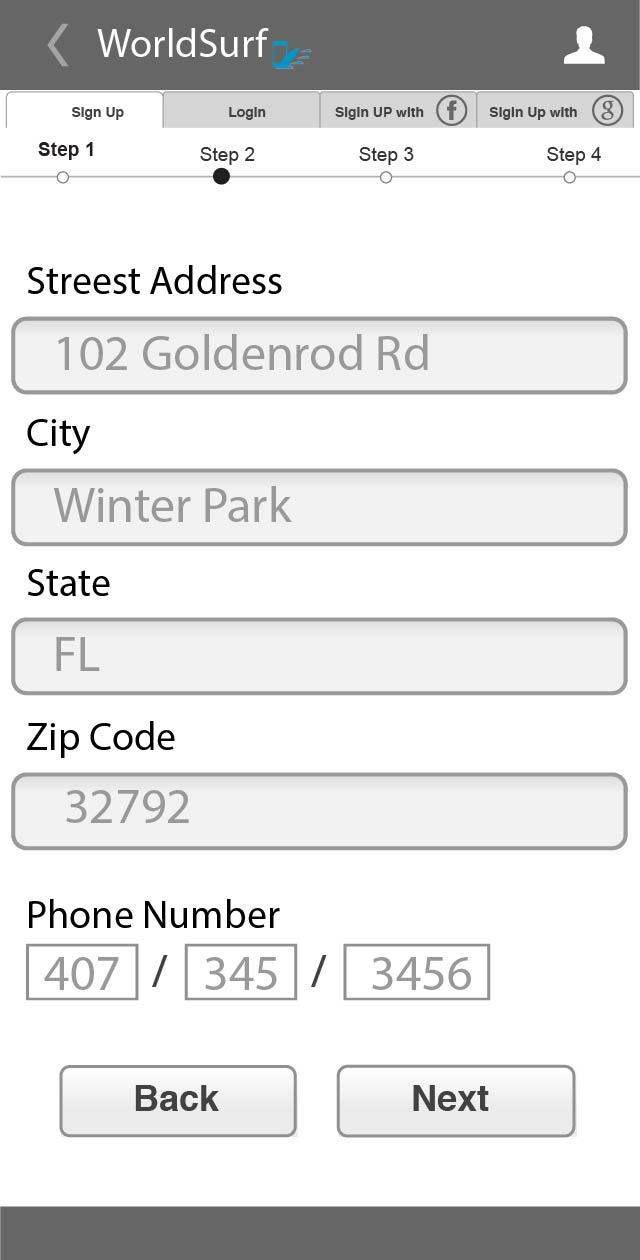 WorldSurf
Sign Up Login Sigin UP with f Sign Up with g
Step 1 Step 2 Step 3 Step 4
Streest Address
102 Goldenrod Rd
City
Winter Park
State
FL
Zip Code
32792
Phone Number
407 / 345 / 3456
Back Next